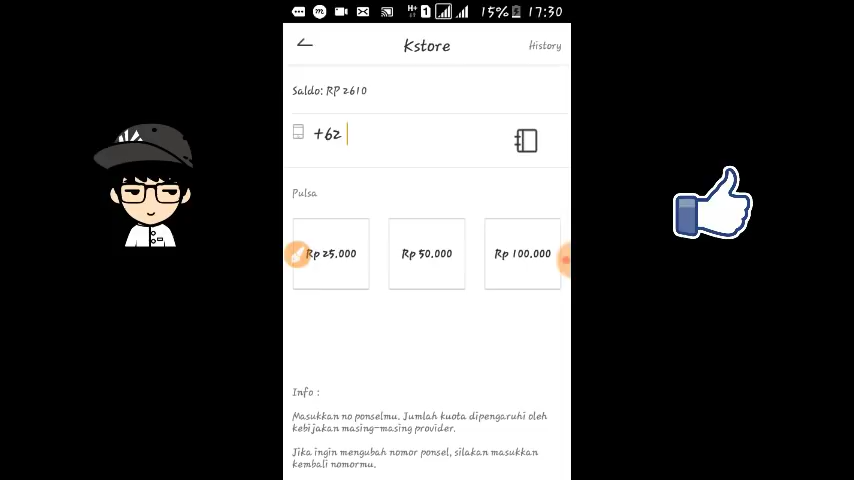 15% 17:30
Kstore
History
Saldo: RP 2610
+62
Pulsa
Rp 25.000
Rp 50.000
Rp 100.000
Info :
Masukkan no ponselmu. Jumlah kuota dipengaruhi oleh
kebijakan masing-masing provider.
Jika ingin mengubah nomor ponsel, silakan masukkan
kembali nomormu.